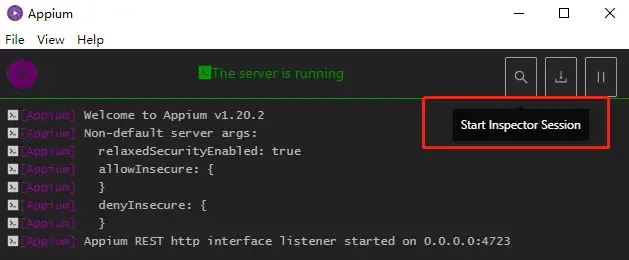 Appium
File View Help
The server is running
Start Inspector Session
[Appium] Welcome to Appium v1.20.2
[Appium] Non-default server args:
[Appium]   relaxedSecurityEnabled: true
[Appium]   allowInsecure: {
[Appium]   }
[Appium]   denyInsecure: {
[Appium]   }
[Appium] Appium REST http interface listener started on 0.0.0.0:4723